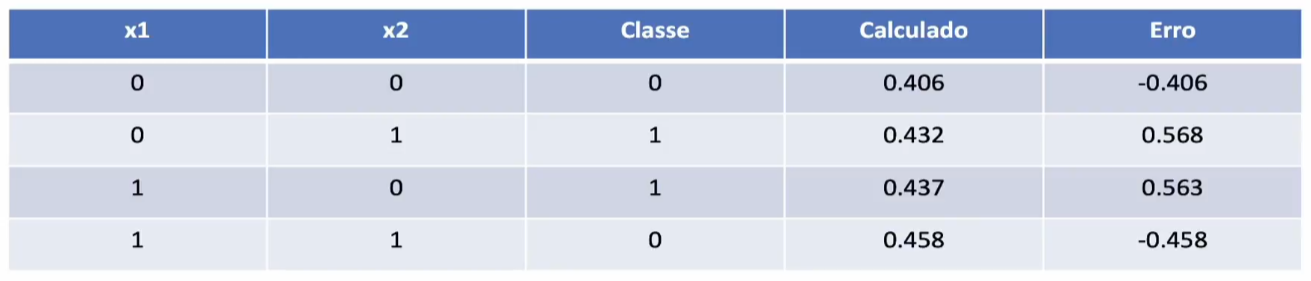 x1 x2 Classe Calculado Erro
0 0 0 0.406 -0.406
0 1 1 0.432 0.568
1 0 1 0.437 0.563
1 1 0 0.458 -0.458